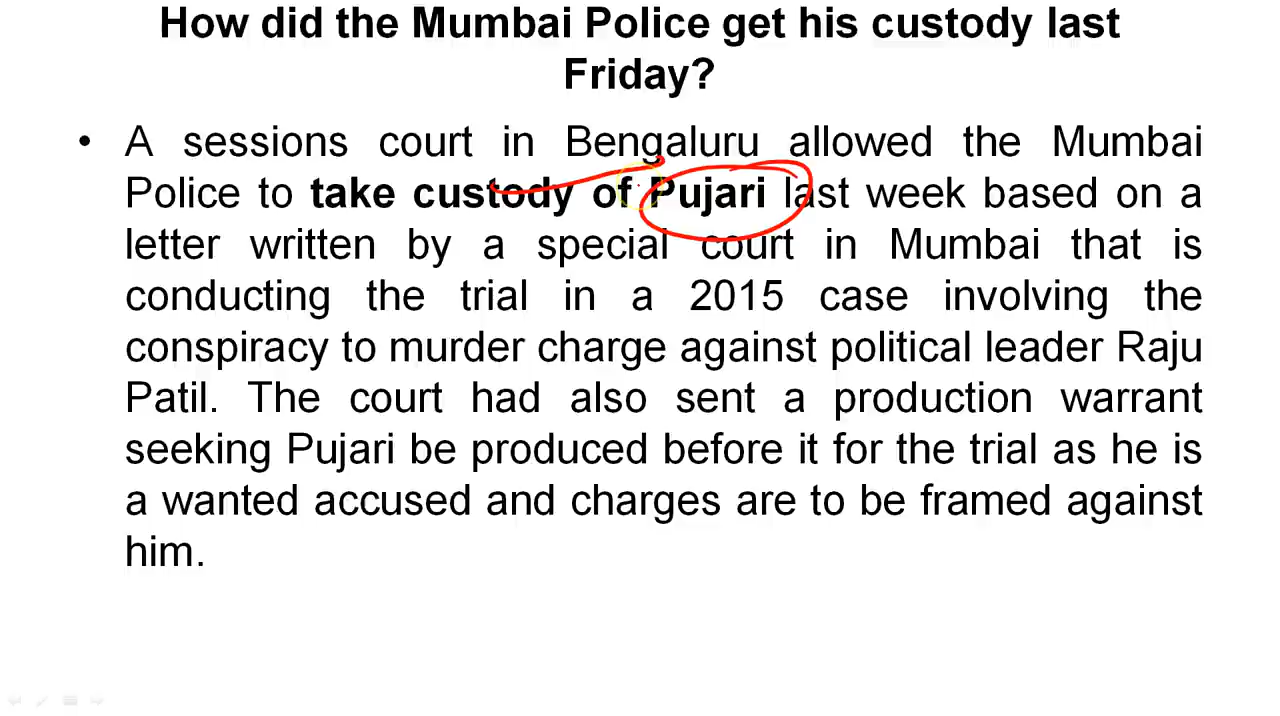 How did the Mumbai Police get his custody last
Friday?
• A sessions court in Bengaluru allowed the Mumbai
Police to take custody of Pujari last week based on a
letter written by a special court in Mumbai that is
conducting the trial in a 2015 case involving the
conspiracy to murder charge against political leader Raju
Patil. The court had also sent a production warrant
seeking Pujari be produced before it for the trial as he is
a wanted accused and charges are to be framed against
him.